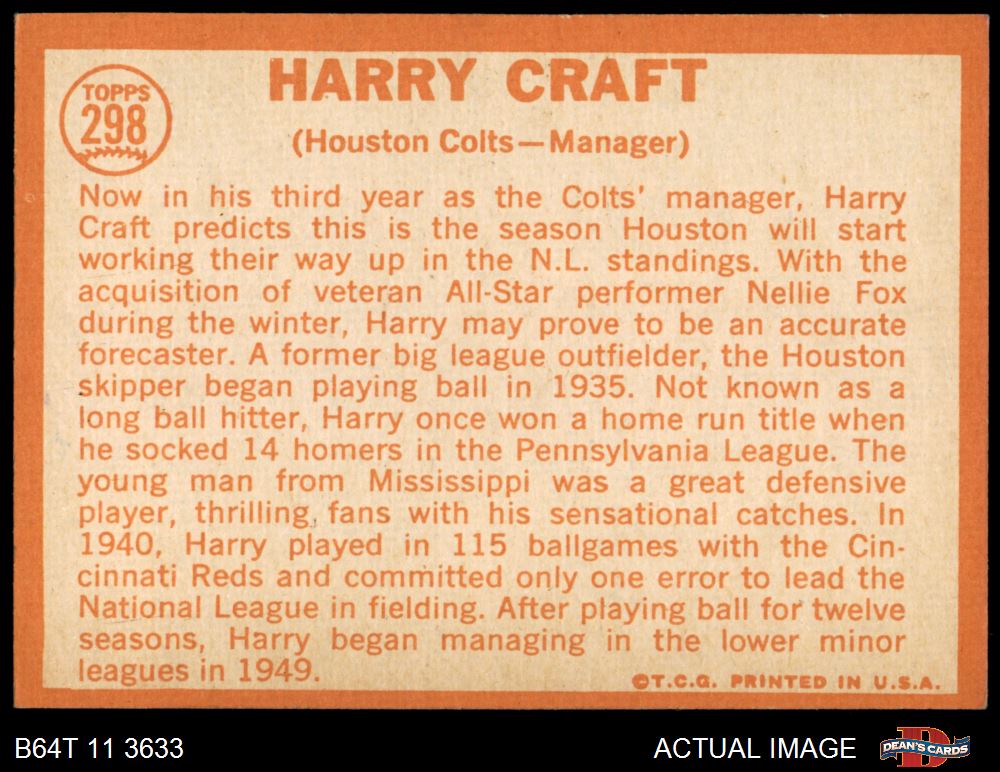 TOPPS
298
HARRY CRAFT
(Houston Colts—Manager)
Now in his third year as the Colts' manager, Harry
Craft predicts this is the season Houston will start
working their way up in the N.L. standings. With the
acquisition of veteran All-Star performer Nellie Fox
during the winter, Harry may prove to be an accurate
forecaster. A former big league outfielder, the Houston
skipper began playing ball in 1935. Not known as a
long ball hitter, Harry once won a home run title when
he socked 14 homers in the Pennsylvania League. The
young man from Mississippi was a great defensive
player, thrilling fans with his sensational catches. In
1940, Harry played in 115 ballgames with the Cin-
cinnati Reds and committed only one error to lead the
National League in fielding. After playing ball for twelve
seasons, Harry began managing in the lower minor
leagues in 1949.
©T.C.G. PRINTED IN U.S.A.
B64T 11 3633
ACTUAL IMAGE
D
DEAN'S CARDS